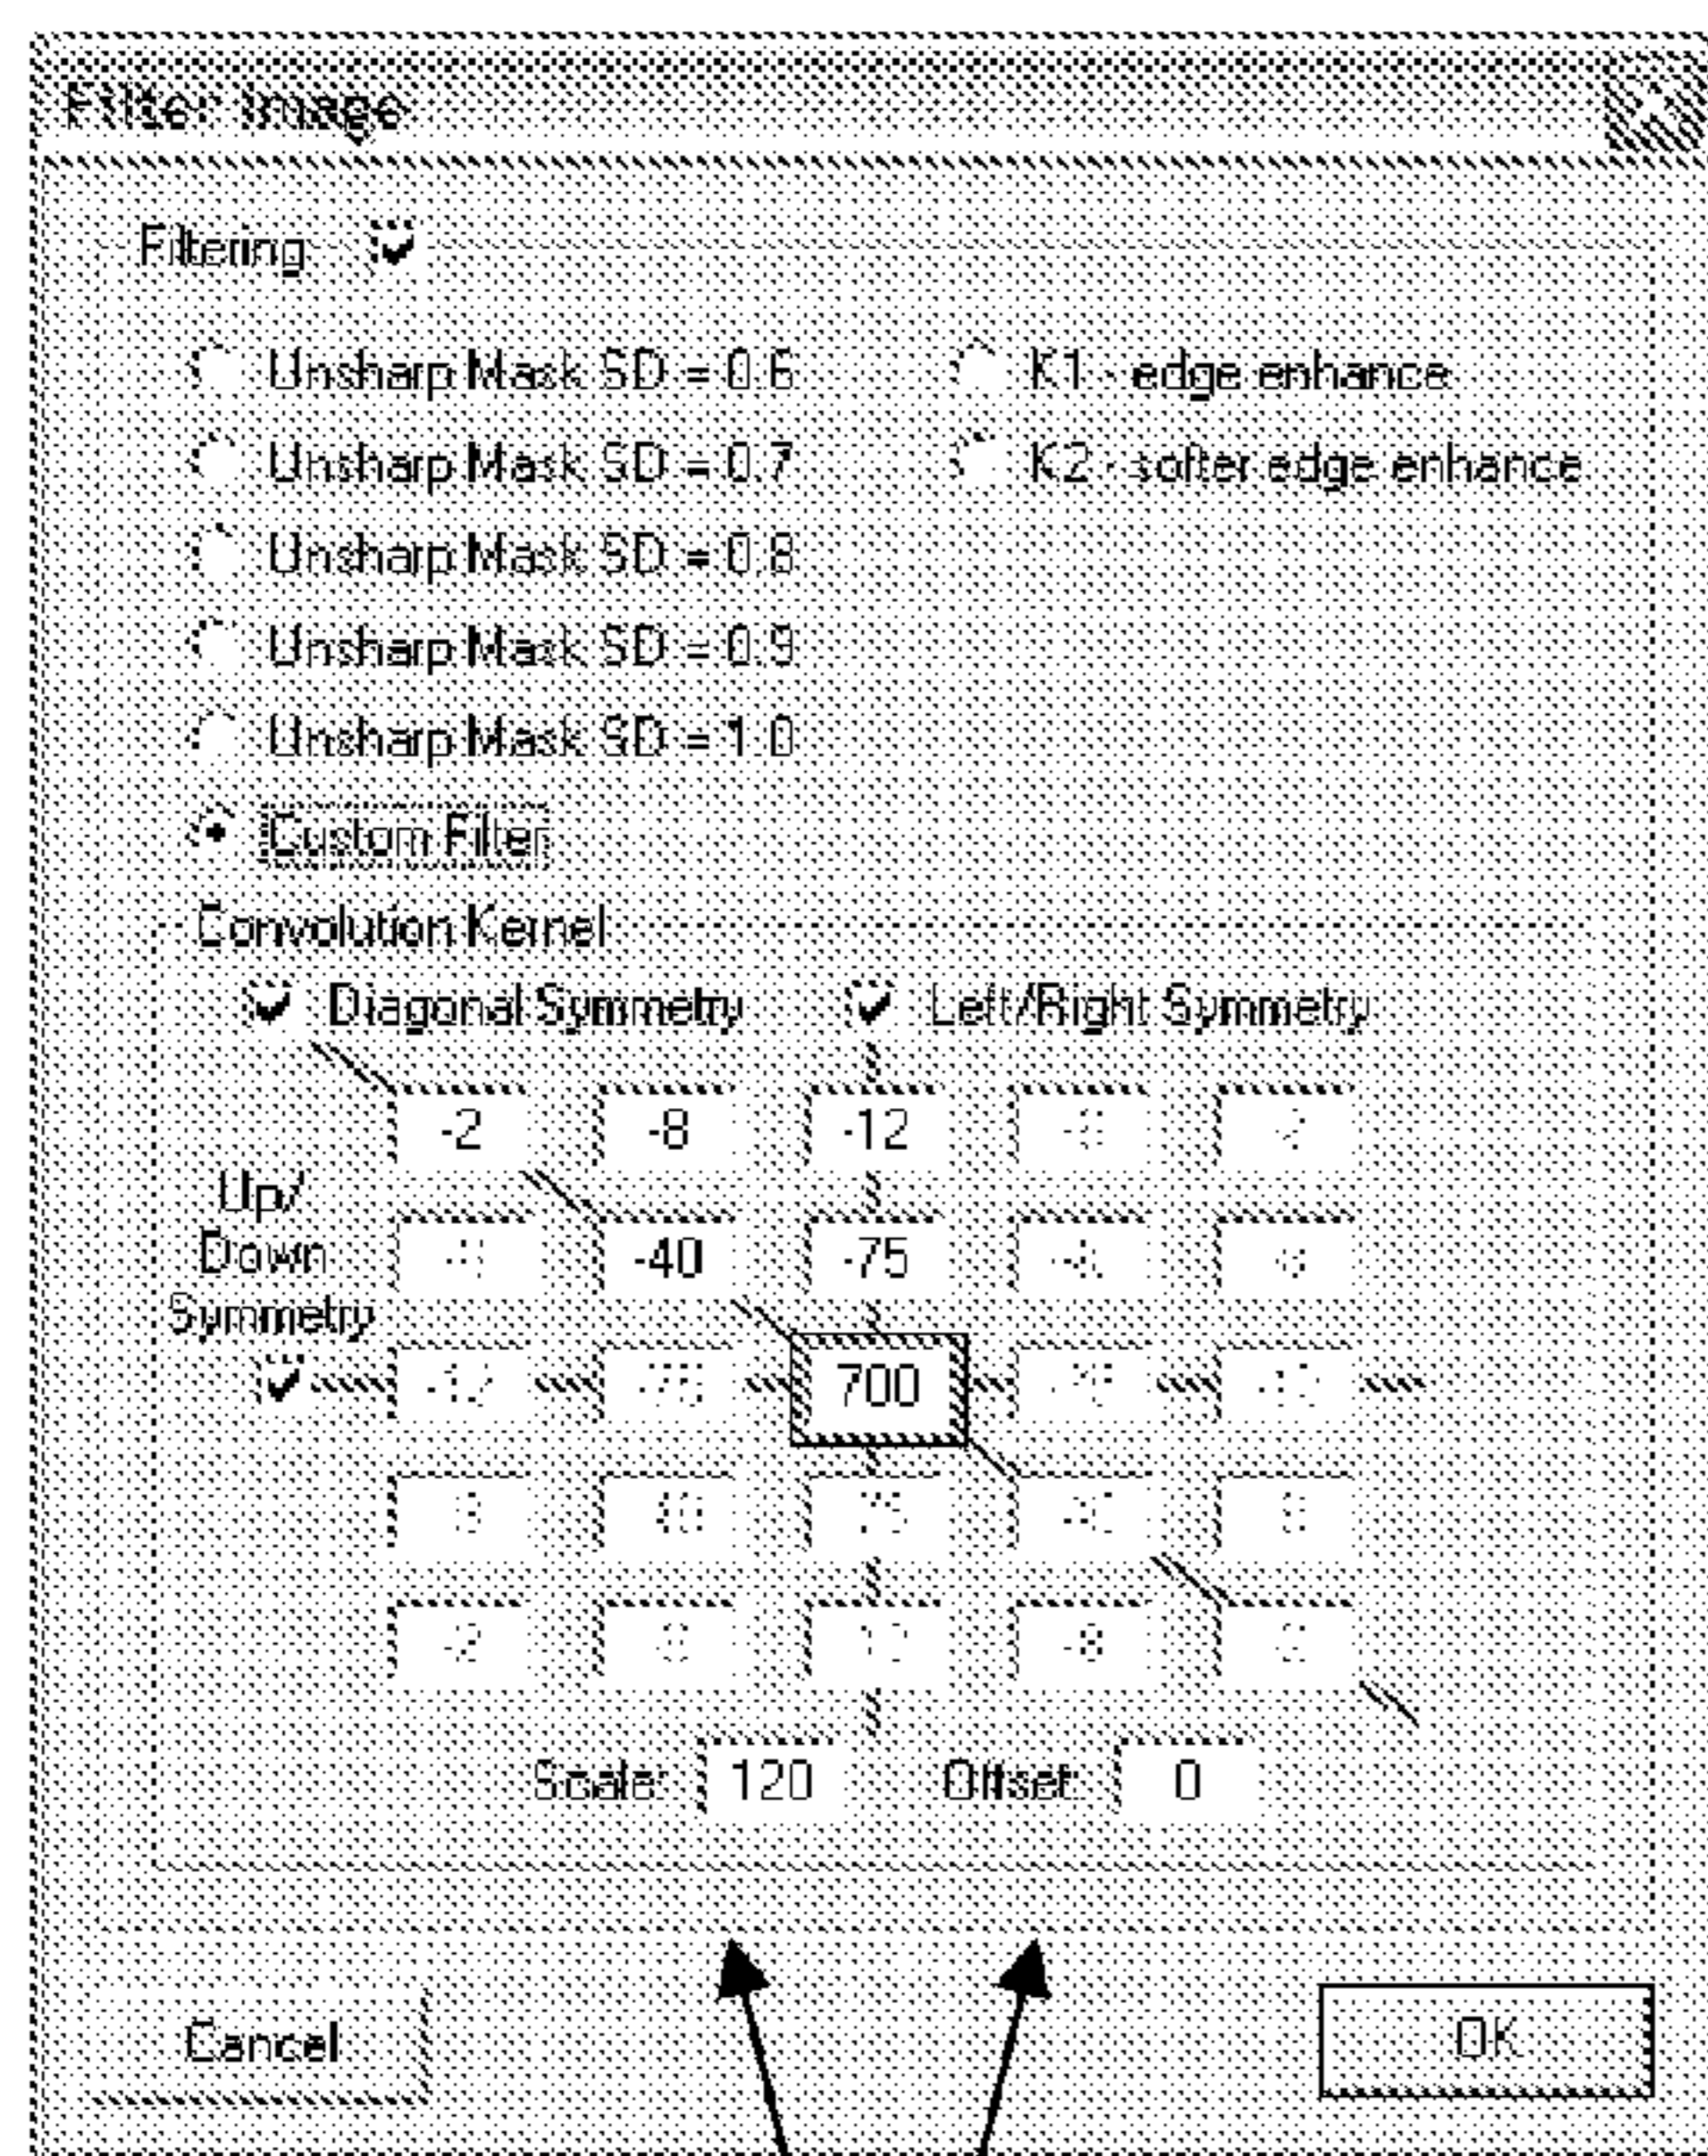 Filter Image
Filtering
Unsharp Mask SD = 0.6 K1 - edge enhance
Unsharp Mask SD = 0.7 K2 - softer edge enhance
Unsharp Mask SD = 0.8
Unsharp Mask SD = 0.9
Unsharp Mask SD = 1.0
Custom Filter
Convolution Kernel
Diagonal Symmetry Left/Right Symmetry
-2 -8 -12
Up/
Down -40 -75
Symmetry
700
-2 -8
Scale: 120 Offset: 0
Cancel OK